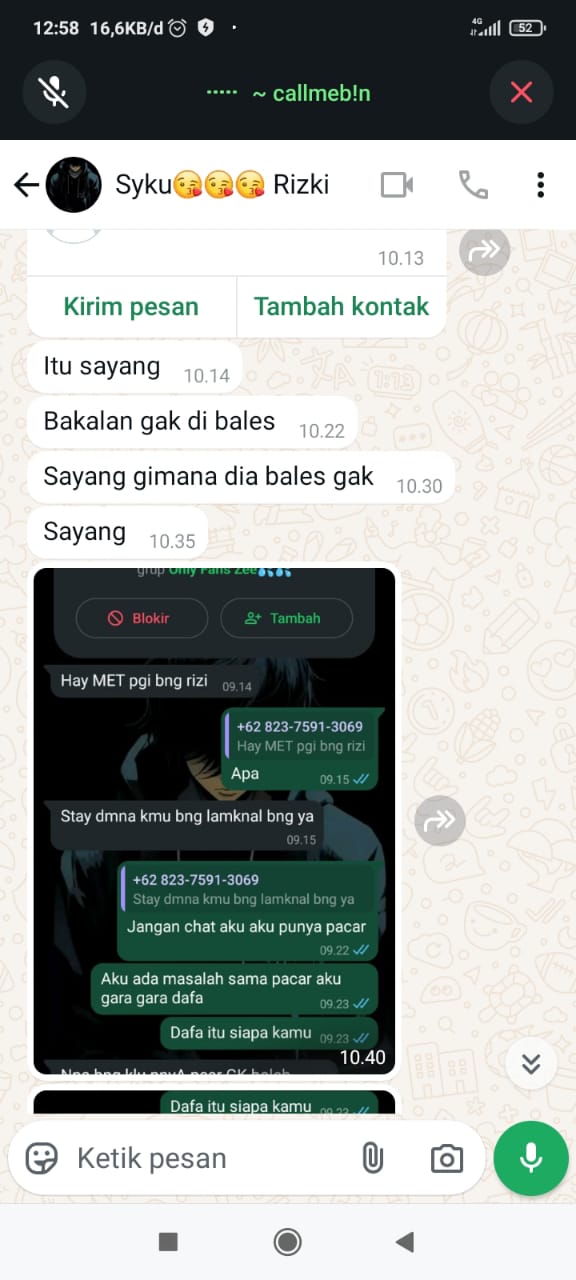 12:58 16,6KB/d
4G
52
~ callmeb!n
Syku😘😘😘 Rizki
10.13
Kirim pesan
Tambah kontak
Itu sayang 10.14
Bakalan gak di bales 10.22
Sayang gimana dia bales gak 10.30
Sayang 10.35
grup Only Fans Zee💦💦
Blokir
Tambah
Hay MET pgi bng rizi 09.14
+62 823-7591-3069
Hay MET pgi bng rizi
Apa 09.15
Stay dmna kmu bng lamknal bng ya
09.15
+62 823-7591-3069
Stay dmna kmu bng lamknal bng ya
Jangan chat aku aku punya pacar
09.22
Aku ada masalah sama pacar aku
gara gara dafa 09.23
Dafa itu siapa kamu 09.23
10.40
Dafa itu siapa kamu 09.23
Ketik pesan